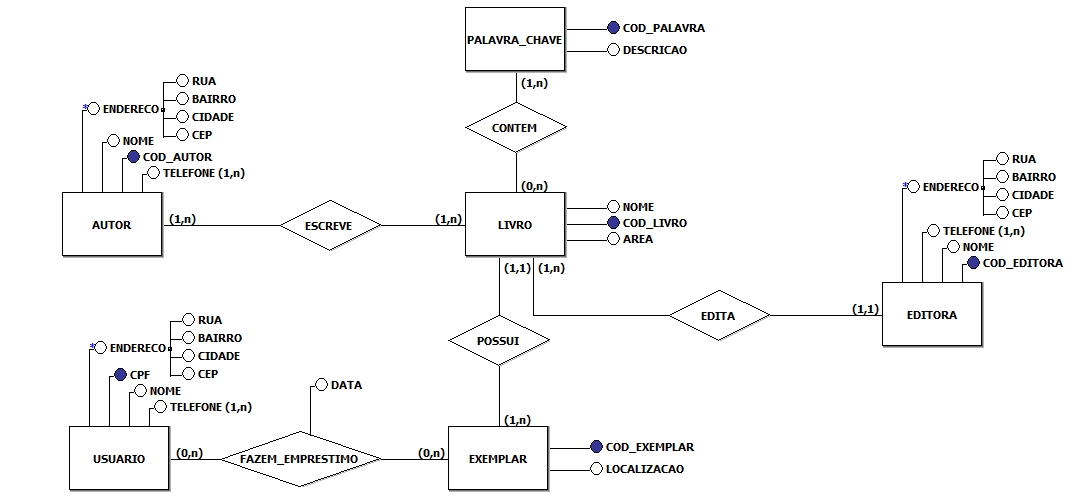 PALAVRA_CHAVE
COD_PALAVRA
DESCRICAO
(1,n)
CONTEM
(0,n)
* ENDERECO
RUA
BAIRRO
CIDADE
CEP
NOME
COD_AUTOR
TELEFONE (1,n)
AUTOR
(1,n)
ESCREVE
(1,n)
LIVRO
NOME
COD_LIVRO
AREA
(1,1)
(1,n)
* ENDERECO
RUA
BAIRRO
CIDADE
CEP
TELEFONE (1,n)
NOME
COD_EDITORA
EDITA
(1,1)
EDITORA
POSSUI
(1,n)
* ENDERECO
RUA
BAIRRO
CIDADE
CEP
CPF
NOME
TELEFONE (1,n)
USUARIO
(0,n)
DATA
FAZEM_EMPRESTIMO
(0,n)
EXEMPLAR
COD_EXEMPLAR
LOCALIZACAO